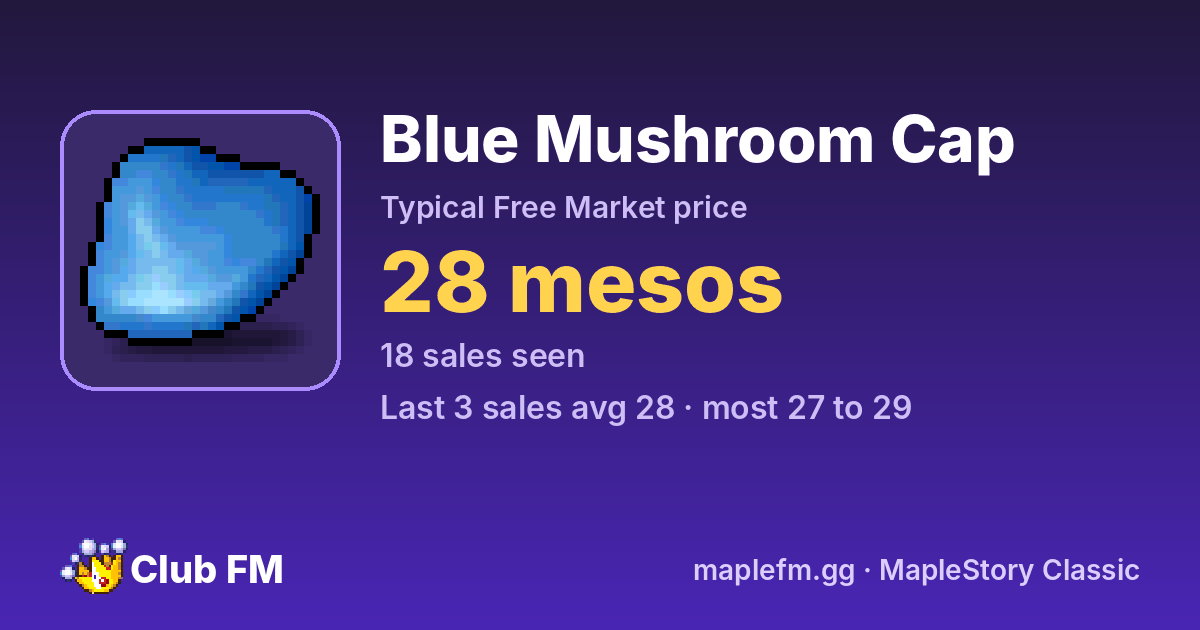 Blue Mushroom Cap
Typical Free Market price
28 mesos
18 sales seen
Last 3 sales avg 28 · most 27 to 29
Club FM
maplefm.gg · MapleStory Classic